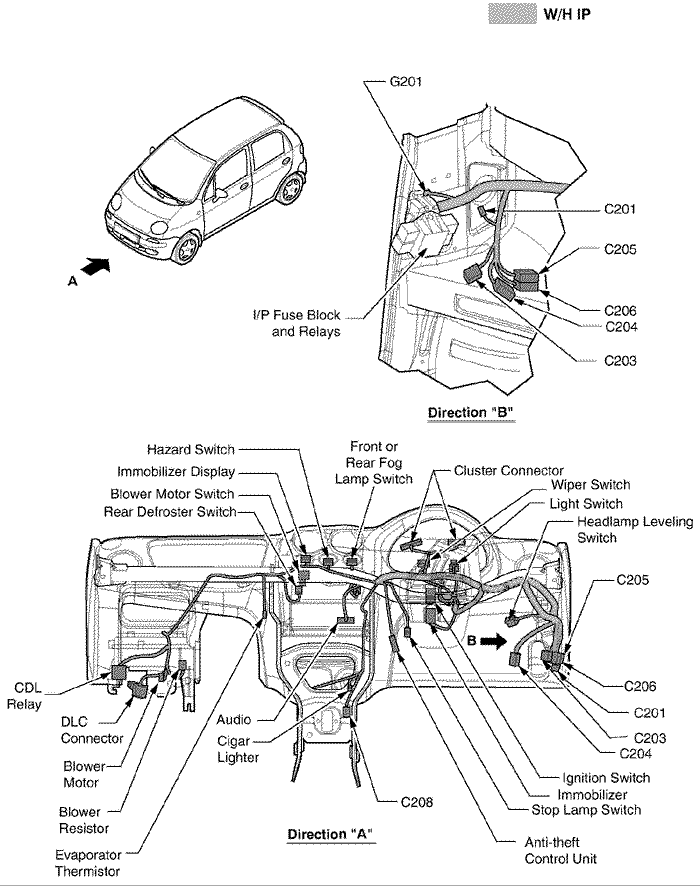 W/H IP
G201
C201
C205
C206
C204
C203
A
I/P Fuse Block
and Relays
Direction "B"
Hazard Switch
Immobilizer Display
Blower Motor Switch
Rear Defroster Switch
Front or
Rear Fog
Lamp Switch
Cluster Connector
Wiper Switch
Light Switch
Headlamp Leveling
Switch
C205
B
C206
C201
C203
C204
CDL
Relay
DLC
Connector
Blower
Motor
Blower
Resistor
Evaporator
Thermistor
Audio
Cigar
Lighter
C208
Ignition Switch
Immobilizer
Stop Lamp Switch
Anti-theft
Control Unit
Direction "A"